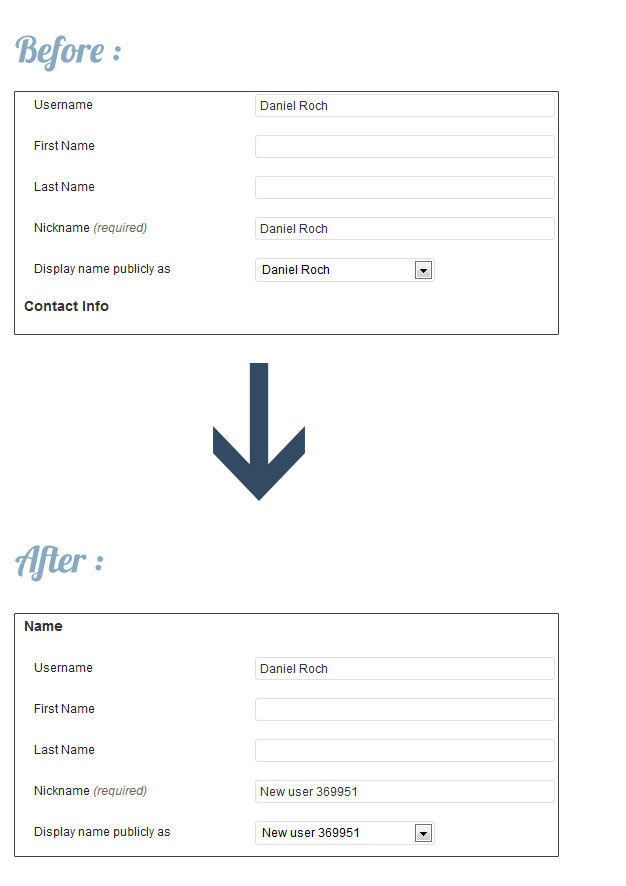 Before :
Username Daniel Roch
First Name
Last Name
Nickname (required) Daniel Roch
Display name publicly as Daniel Roch
Contact Info
After :
Name
Username Daniel Roch
First Name
Last Name
Nickname (required) New user 369951
Display name publicly as New user 369951